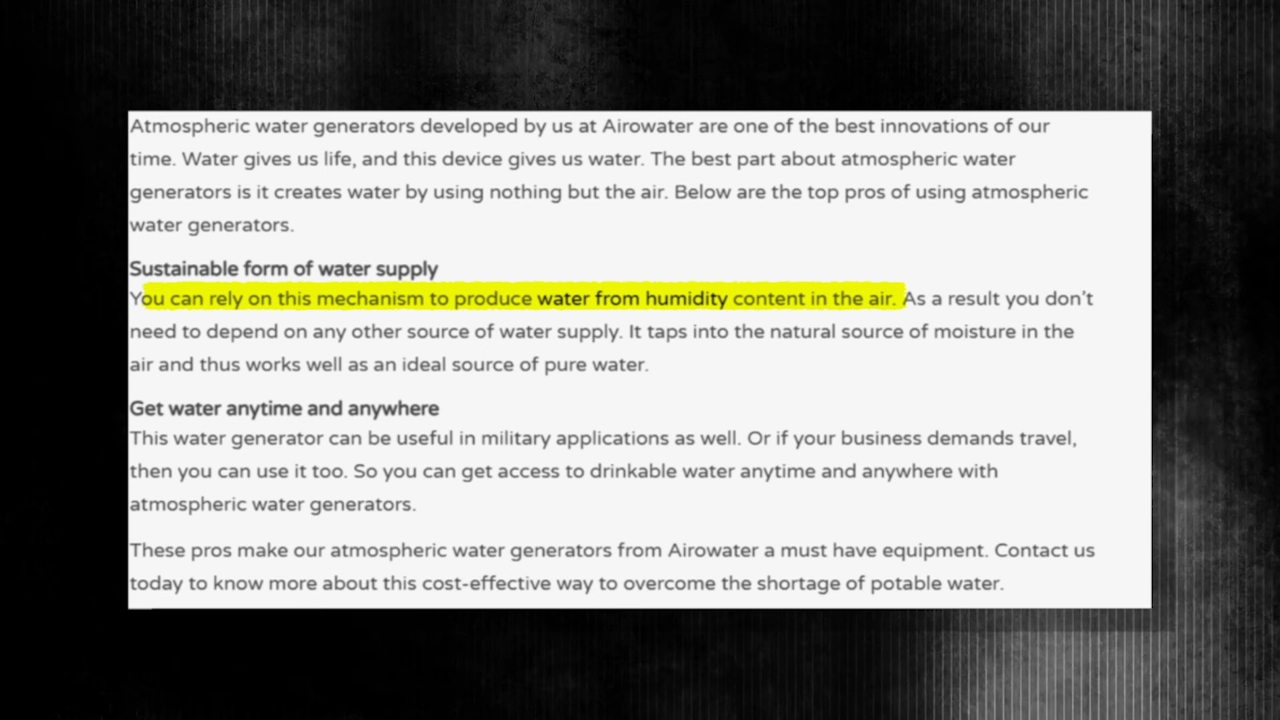 Atmospheric water generators developed by us at Airowater are one of the best innovations of our
time. Water gives us life, and this device gives us water. The best part about atmospheric water
generators is it creates water by using nothing but the air. Below are the top pros of using atmospheric
water generators.
Sustainable form of water supply
You can rely on this mechanism to produce water from humidity content in the air. As a result you don’t
need to depend on any other source of water supply. It taps into the natural source of moisture in the
air and thus works well as an ideal source of pure water.
Get water anytime and anywhere
This water generator can be useful in military applications as well. Or if your business demands travel,
then you can use it too. So you can get access to drinkable water anytime and anywhere with
atmospheric water generators.
These pros make our atmospheric water generators from Airowater a must have equipment. Contact us
today to know more about this cost-effective way to overcome the shortage of potable water.